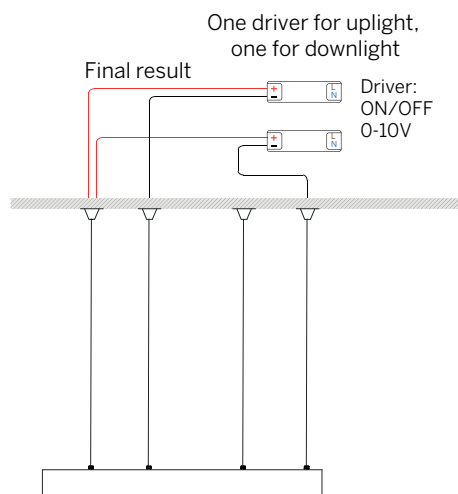 One driver for uplight,
one for downlight
Final result
+
-
L
N
Driver:
ON/OFF
0-10V
+
-
L
N